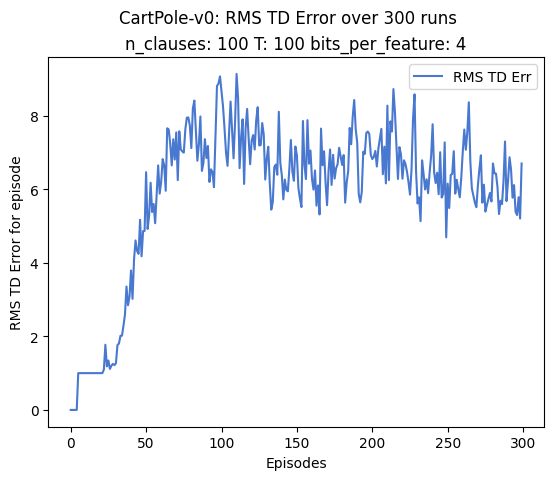 CartPole-v0: RMS TD Error over 300 runs
n_clauses: 100 T: 100 bits_per_feature: 4
RMS TD Err
RMS TD Error for episode
8
6
4
2
0
0 50 100 150 200 250 300
Episodes